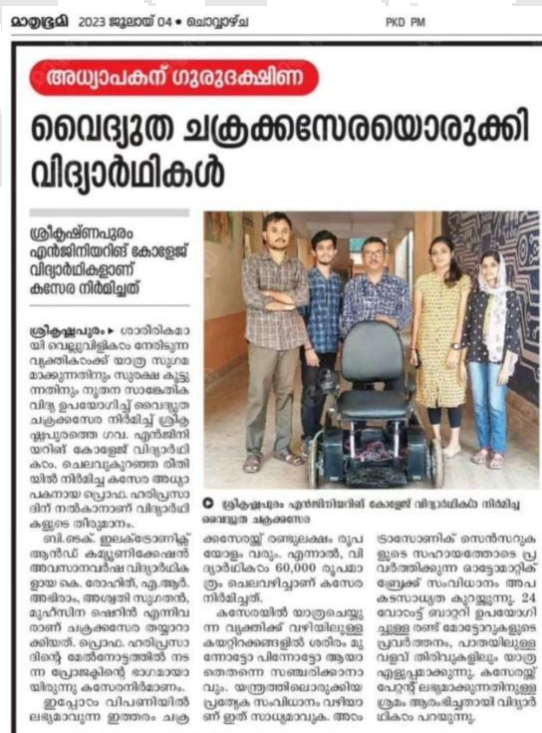 മാതൃഭൂമി 2023 ജൂലായ് 04 • ചൊവ്വാഴ്ച PKD PM
അധ്യാപകന് ഗുരുദക്ഷിണ
വൈദ്യുത ചക്രക്കസേരയൊരുക്കി
വിദ്യാർഥികൾ
ശ്രീകൃഷ്ണപുരം
എൻജിനിയറിങ് കോളേജ്
വിദ്യാർഥികളാണ്
കസേര നിർമിച്ചത്
ശ്രീകൃഷ്ണപുരം ▸ ശാരീരികമാ
യി വെല്ലുവിളികൾ നേരിടുന്ന
വ്യക്തികൾക്ക് യാത്ര സുഗമ
മാക്കുന്നതിനും സുരക്ഷ കൂട്ടു
ന്നതിനും നൂതന സാങ്കേതിക
വിദ്യ ഉപയോഗിച്ച് വൈദ്യുത
ചക്രക്കസേര നിർമിച്ച് ശ്രീകൃ
ഷ്ണപുരത്തെ ഗവ. എൻജിനി
യറിങ് കോളേജ് വിദ്യാർഥി
കൾ. ചെലവുകുറഞ്ഞ രീതി
യിൽ നിർമിച്ച കസേര അധ്യാ
പകനായ പ്രൊഫ. ഹരിപ്രസാ
ദിന് നൽകാനാണ് വിദ്യാർഥി
കളുടെ തീരുമാനം.
ബി.ടെക്. ഇലക്ട്രോണിക്സ്
ആൻഡ് കമ്യൂണിക്കേഷൻ
അവസാനവർഷ വിദ്യാർഥിക
ളായ കെ. രോഹിത്, എ.ആർ.
അഭിരാം, അശ്വതി സുഗതൻ,
മുഹ്സിന ഷെറിൻ എന്നിവ
രാണ് ചക്രക്കസേര തയ്യാറാ
ക്കിയത്. പ്രൊഫ. ഹരിപ്രസാ
ദിന്റെ മേൽനോട്ടത്തിൽ നട
ന്ന പ്രോജക്ടിന്റെ ഭാഗമായാ
യിരുന്നു കസേരനിർമാണം.
ഇപ്പോൾ വിപണിയിൽ
ലഭ്യമാവുന്ന ഇത്തരം ചക്ര
ശ്രീകൃഷ്ണപുരം എൻജിനിയറിങ് കോളേജ് വിദ്യാർഥികൾ നിർമിച്ച
വൈദ്യുത ചക്രക്കസേര
ക്കസേരയ്ക്ക് രണ്ടുലക്ഷം രൂപ
യോളം വരും. എന്നാൽ, വി
ദ്യാർഥികൾ 60,000 രൂപമാ
ത്രം ചെലവഴിച്ചാണ് കസേര
നിർമിച്ചത്.
കസേരയിൽ യാത്രചെയ്യു
ന്ന വ്യക്തിക്ക് വഴിയിലുള്ള
കയറ്റിറക്കങ്ങളിൽ ശരീരം മു
ന്നോട്ടോ പിന്നോട്ടോ ആയാ
തെതന്നെ സഞ്ചരിക്കാനാ
വും. യന്ത്രത്തിലൊരുക്കിയ
പ്രത്യേക സംവിധാനം വഴിയാ
ണ് ഇത് സാധ്യമാവുക. അൾ
ട്രാസോണിക് സെൻസറുക
ളുടെ സഹായത്തോടെ പ്ര
വർത്തിക്കുന്ന ഓട്ടോമാറ്റിക്
ബ്രേക്ക് സംവിധാനം അപ
കടസാധ്യത കുറയ്ക്കുന്നു. 24
വോൾട്ട് ബാറ്ററി ഉപയോഗി
ച്ചുള്ള രണ്ട് മോട്ടോറുകളുടെ
പ്രവർത്തനം, പാതയിലുള്ള
വളവ് തിരിവുകളിലും യാത്ര
എളുപ്പമാക്കുന്നു. കസേരയ്ക്ക്
പേറ്റന്റ് ലഭ്യമാക്കുന്നതിനുള്ള
ശ്രമം ആരംഭിച്ചതായി വിദ്യാർ
ഥികൾ പറയുന്നു.